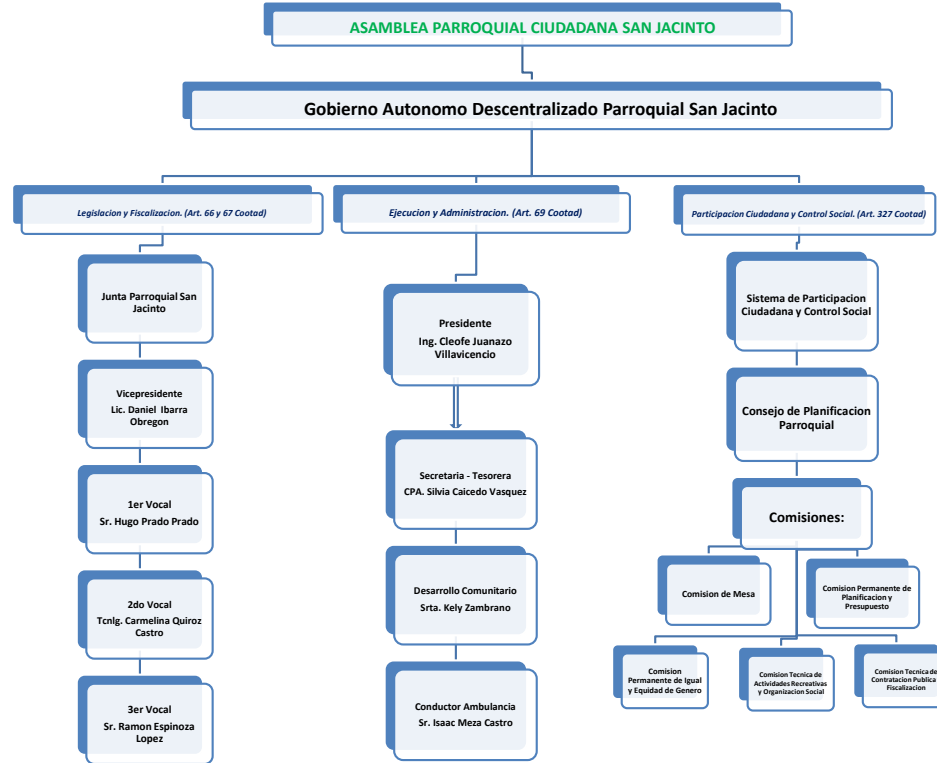 ASAMBLEA PARROQUIAL CIUDADANA SAN JACINTO
Gobierno Autonomo Descentralizado Parroquial San Jacinto
Legislacion y Fiscalizacion. (Art. 66 y 67 Cootad)
Junta Parroquial San
Jacinto
Vicepresidente
Lic. Daniel Ibarra
Obregon
1er Vocal
Sr. Hugo Prado Prado
2do Vocal
Tcnlg. Carmelina Quiroz
Castro
3er Vocal
Sr. Ramon Espinoza
Lopez
Ejecucion y Administracion. (Art. 69 Cootad)
Presidente
Ing. Cleofe Juanazo
Villavicencio
Secretaria - Tesorera
CPA. Silvia Caicedo Vasquez
Desarrollo Comunitario
Srta. Kely Zambrano
Conductor Ambulancia
Sr. Isaac Meza Castro
Participacion Ciudadana y Control Social. (Art. 327 Cootad)
Sistema de Participacion
Ciudadana y Control Social
Consejo de Planificacion
Parroquial
Comisiones:
Comision de Mesa
Comision Permanente de
Planificacion y
Presupuesto
Comision
Permanente de Igual
y Equidad de Genero
Comision Tecnica de
Actividades Recreativas
y Organizacion Social
Comision Tecnica de
Contratacion Publica y
Fiscalizacion